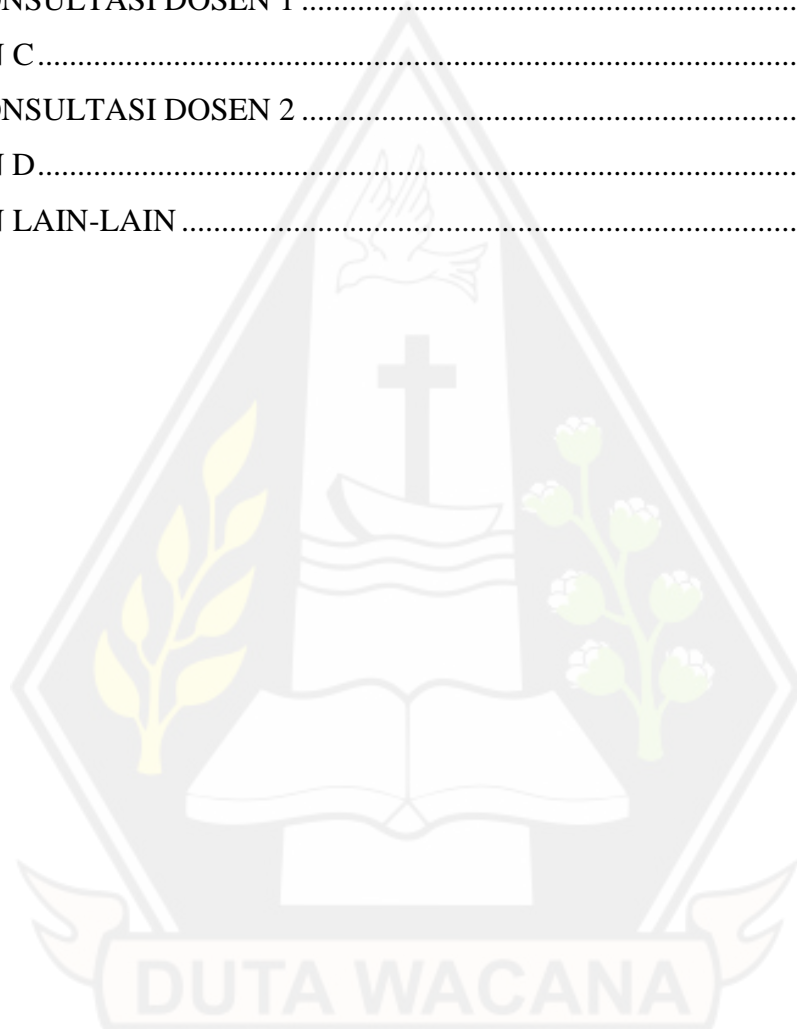 ONSULTASI DOSEN 1 ........................................................................
N C ........................................................................
ONSULTASI DOSEN 2 ........................................................................
N D ........................................................................
N LAIN-LAIN ........................................................................
DUTA WACANA